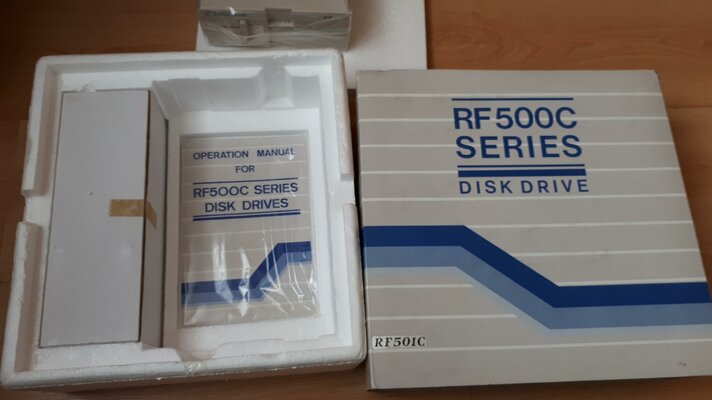 OPERATION MANUAL
FOR
RF500C SERIES
DISK DRIVES
RF500C
SERIES
DISK DRIVE
RF501C